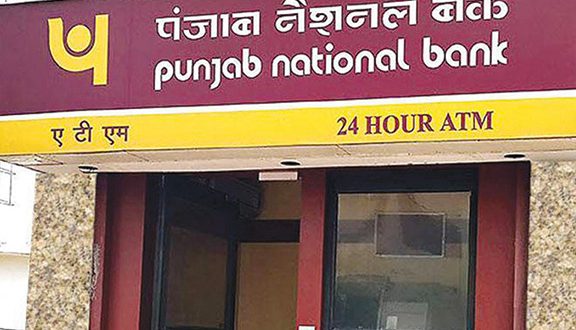 पंजाब नैशनल बैंक
punjab national bank
ए टी एम 24 HOUR ATM